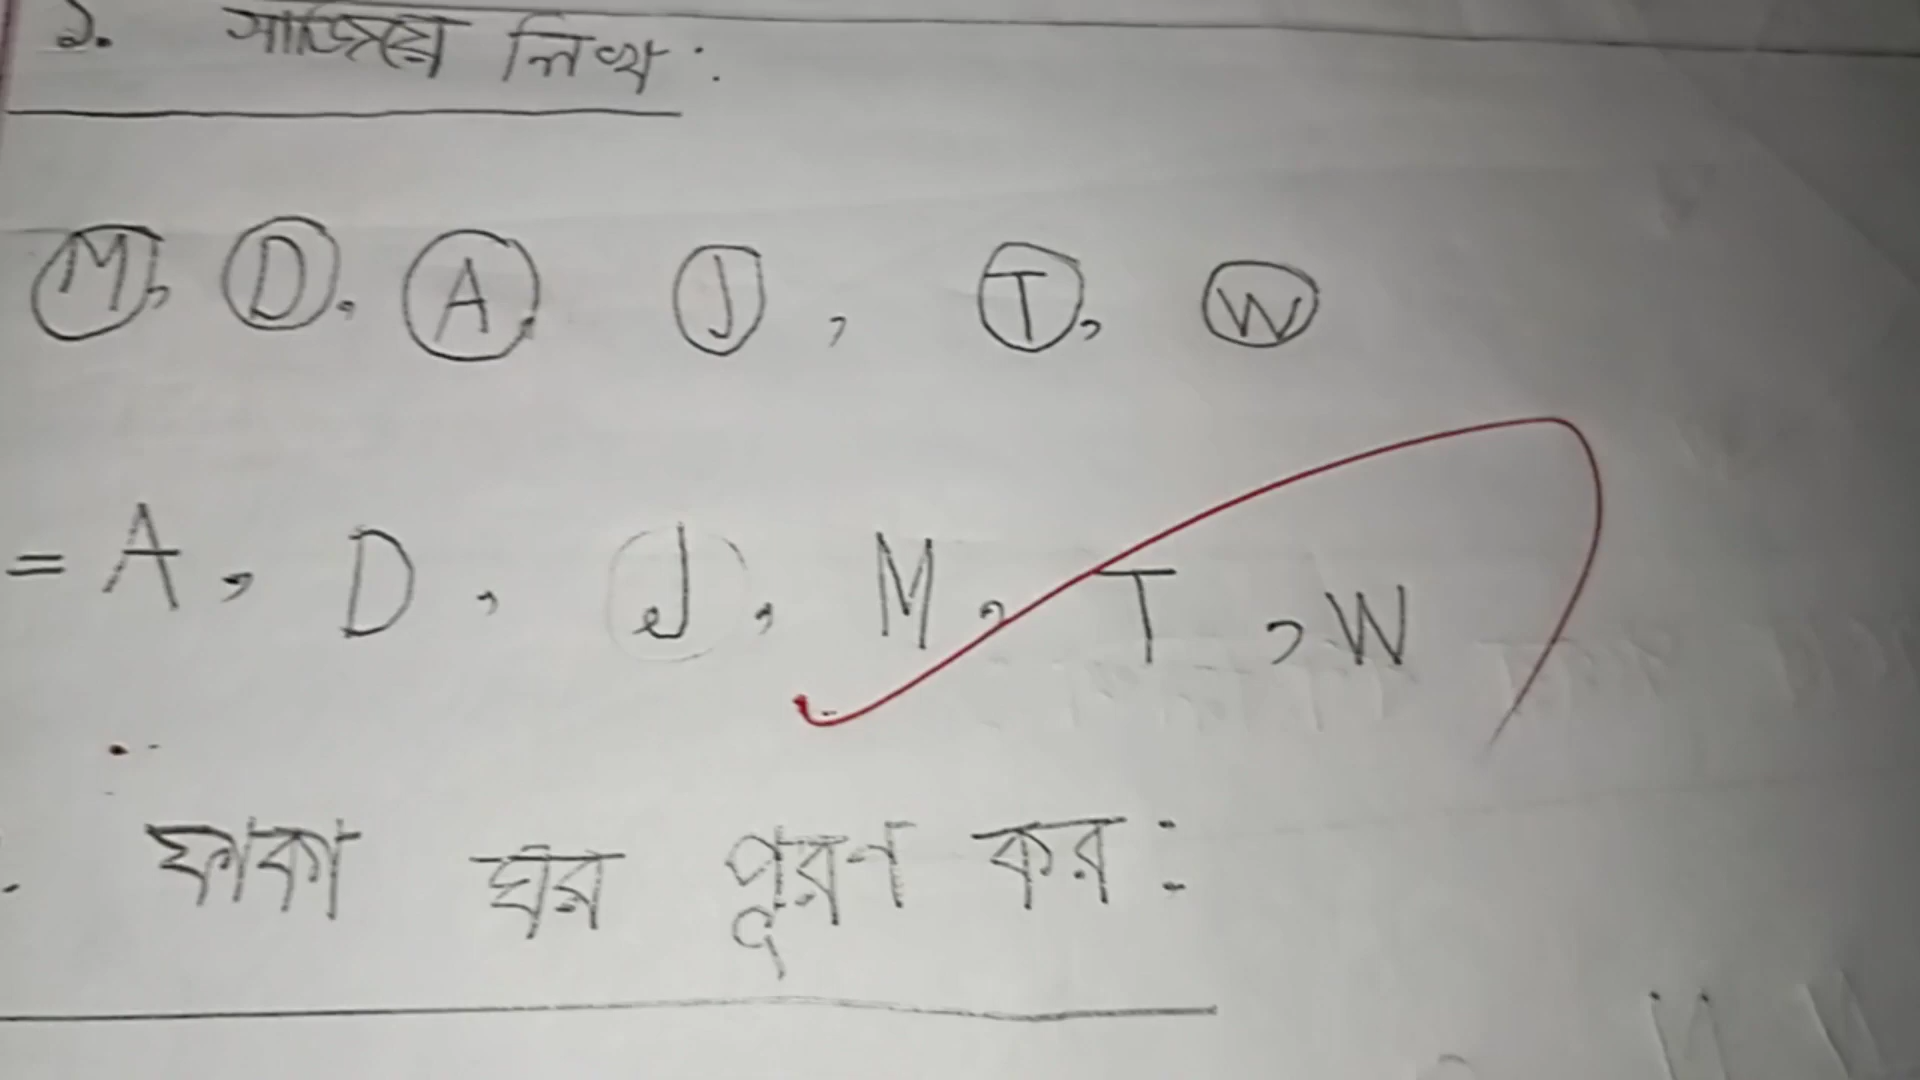 ১. সাজিয়ে লিখ:
M, D, A, J, T, W
= A, D, J, M, T, W
ফাকা ঘর পূরণ কর: